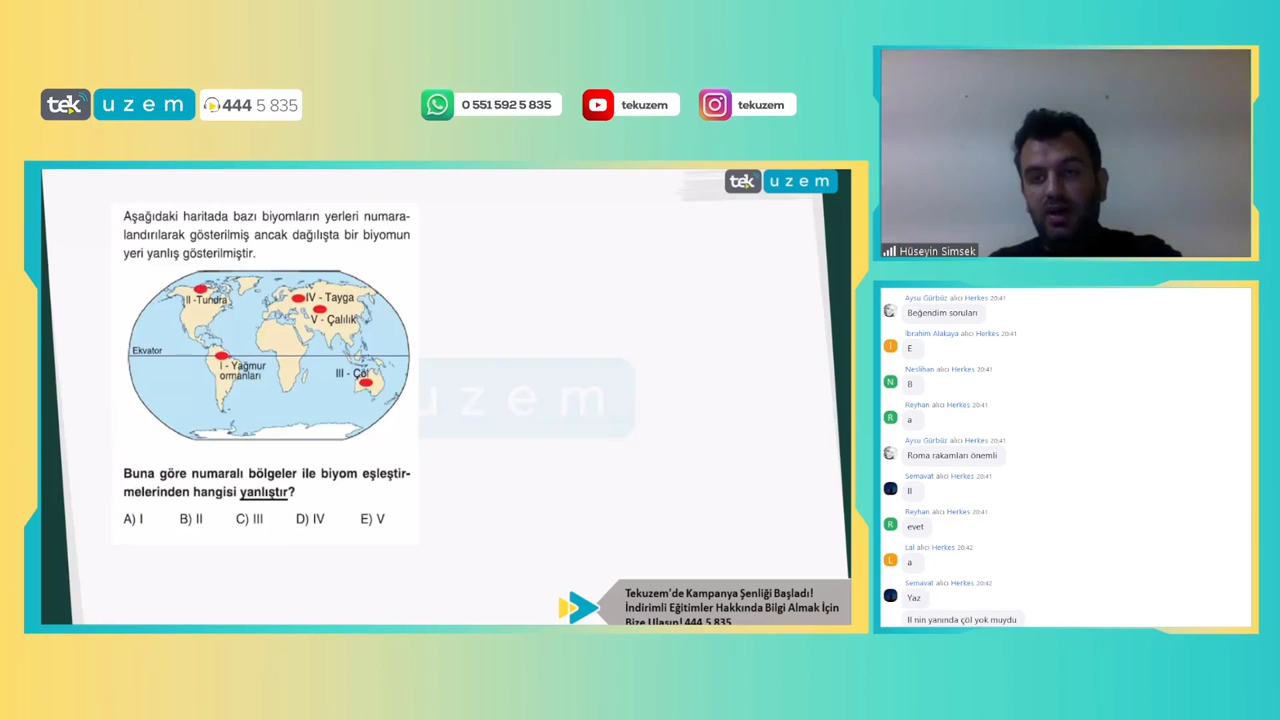 tek uzem 444 5 835
0 551 592 5 835
tekuzem
tekuzem
tek uzem
Aşağıdaki haritada bazı biyomların yerleri numara-
landırılarak gösterilmiş ancak dağılışta bir biyomun
yeri yanlış gösterilmiştir.
II -Tundra
IV - Tayga
V - Çalılık
Ekvator
I - Yağmur
ormanları
III - Çöl
uzem
Buna göre numaralı bölgeler ile biyom eşleştir-
melerinden hangisi yanlıştır?
A) I B) II C) III D) IV E) V
Tekuzem'de Kampanya Şenliği Başladı!
İndirimli Eğitimler Hakkında Bilgi Almak İçin
Bize Ulaşın! 444 5 835
Hüseyin Simsek
Aysu Gürbüz alıcı Herkes 20:41
Beğendim soruları
İbrahim Alakaya alıcı Herkes 20:41
I
E
Neslihan alıcı Herkes 20:41
N
B
Reyhan alıcı Herkes 20:41
R
a
Aysu Gürbüz alıcı Herkes 20:41
Roma rakamları önemli
Semavat alıcı Herkes 20:41
II
Reyhan alıcı Herkes 20:41
R
evet
Lal alıcı Herkes 20:42
L
a
Semavat alıcı Herkes 20:42
Yaz
II nin yanında çöl yok muydu